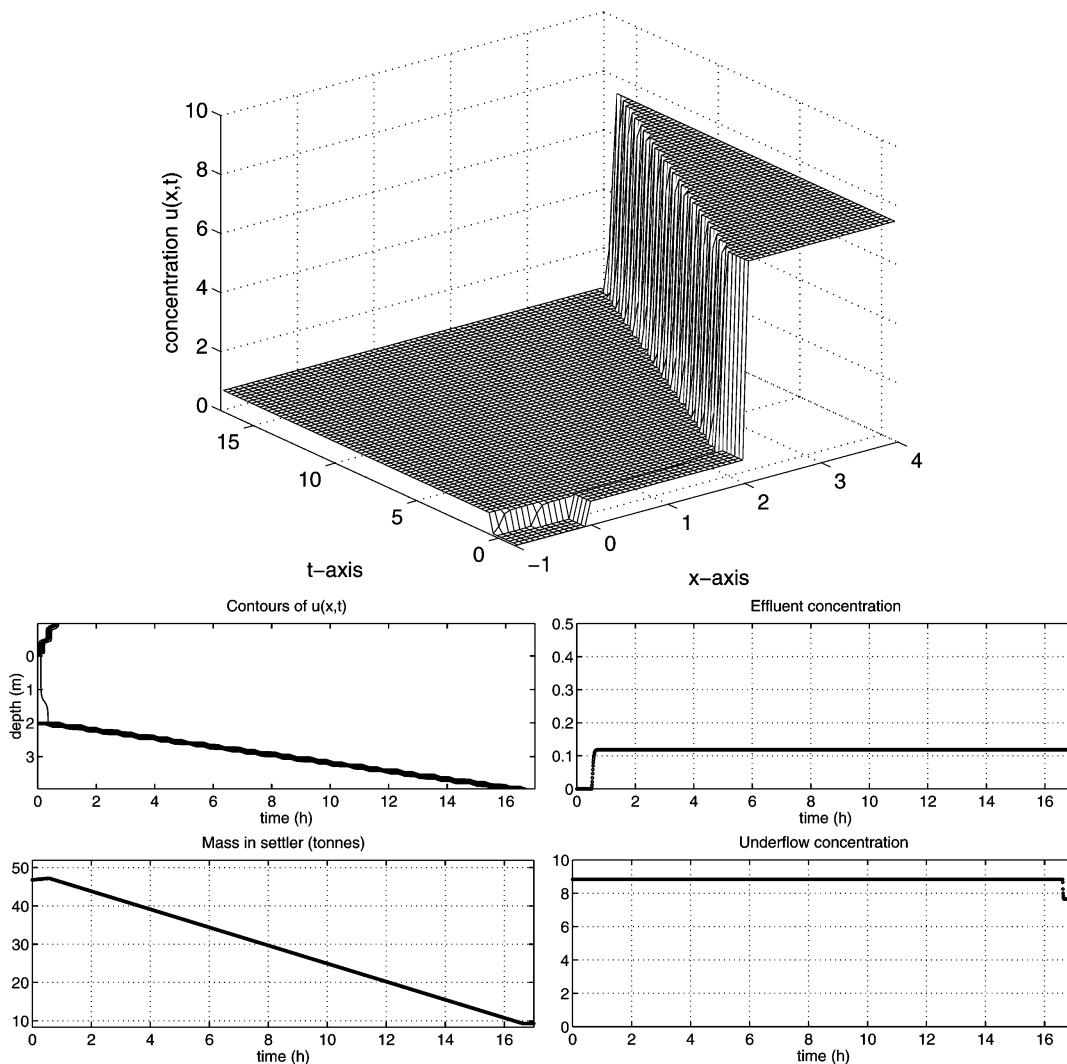 10
8
6
4
2
0
concentration u(x,t)
15
10
5
0
t-axis
-1
0
1
2
3
4
x-axis
Contours of u(x,t)
0
1
2
3
depth (m)
0 2 4 6 8 10 12 14 16
time (h)
Effluent concentration
0.5
0.4
0.3
0.2
0.1
0
0 2 4 6 8 10 12 14 16
time (h)
Mass in settler (tonnes)
50
40
30
20
10
0 2 4 6 8 10 12 14 16
time (h)
Underflow concentration
10
8
6
4
2
0
0 2 4 6 8 10 12 14 16
time (h)